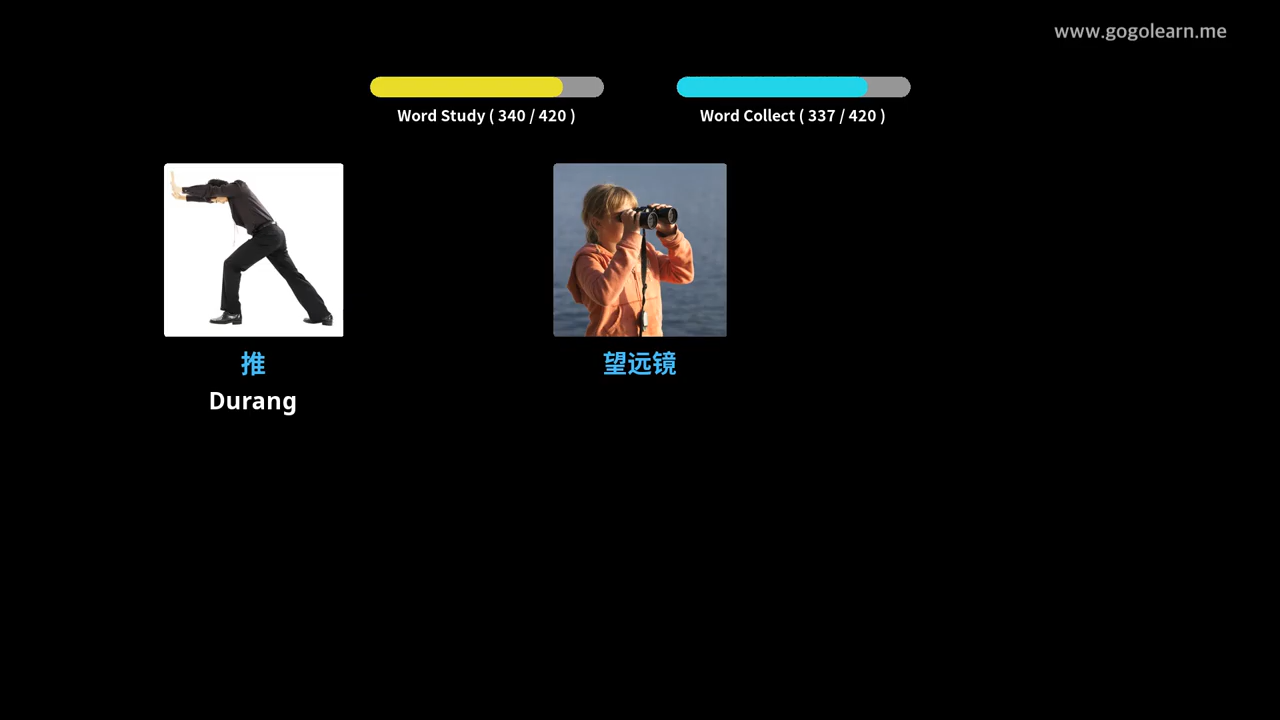 www.gogolearn.me
Word Study ( 340 / 420 )
Word Collect ( 337 / 420 )
推
望远镜
Durang